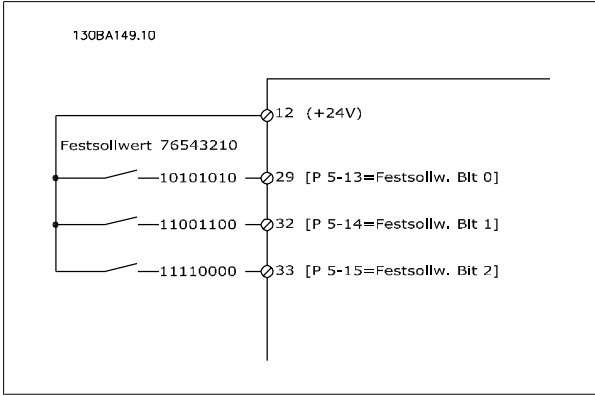 130BA149.10
12 (+24V)
Festsollwert 76543210
10101010 29 [P 5-13=Festsollw. Bit 0]
11001100 32 [P 5-14=Festsollw. Bit 1]
11110000 33 [P 5-15=Festsollw. Bit 2]